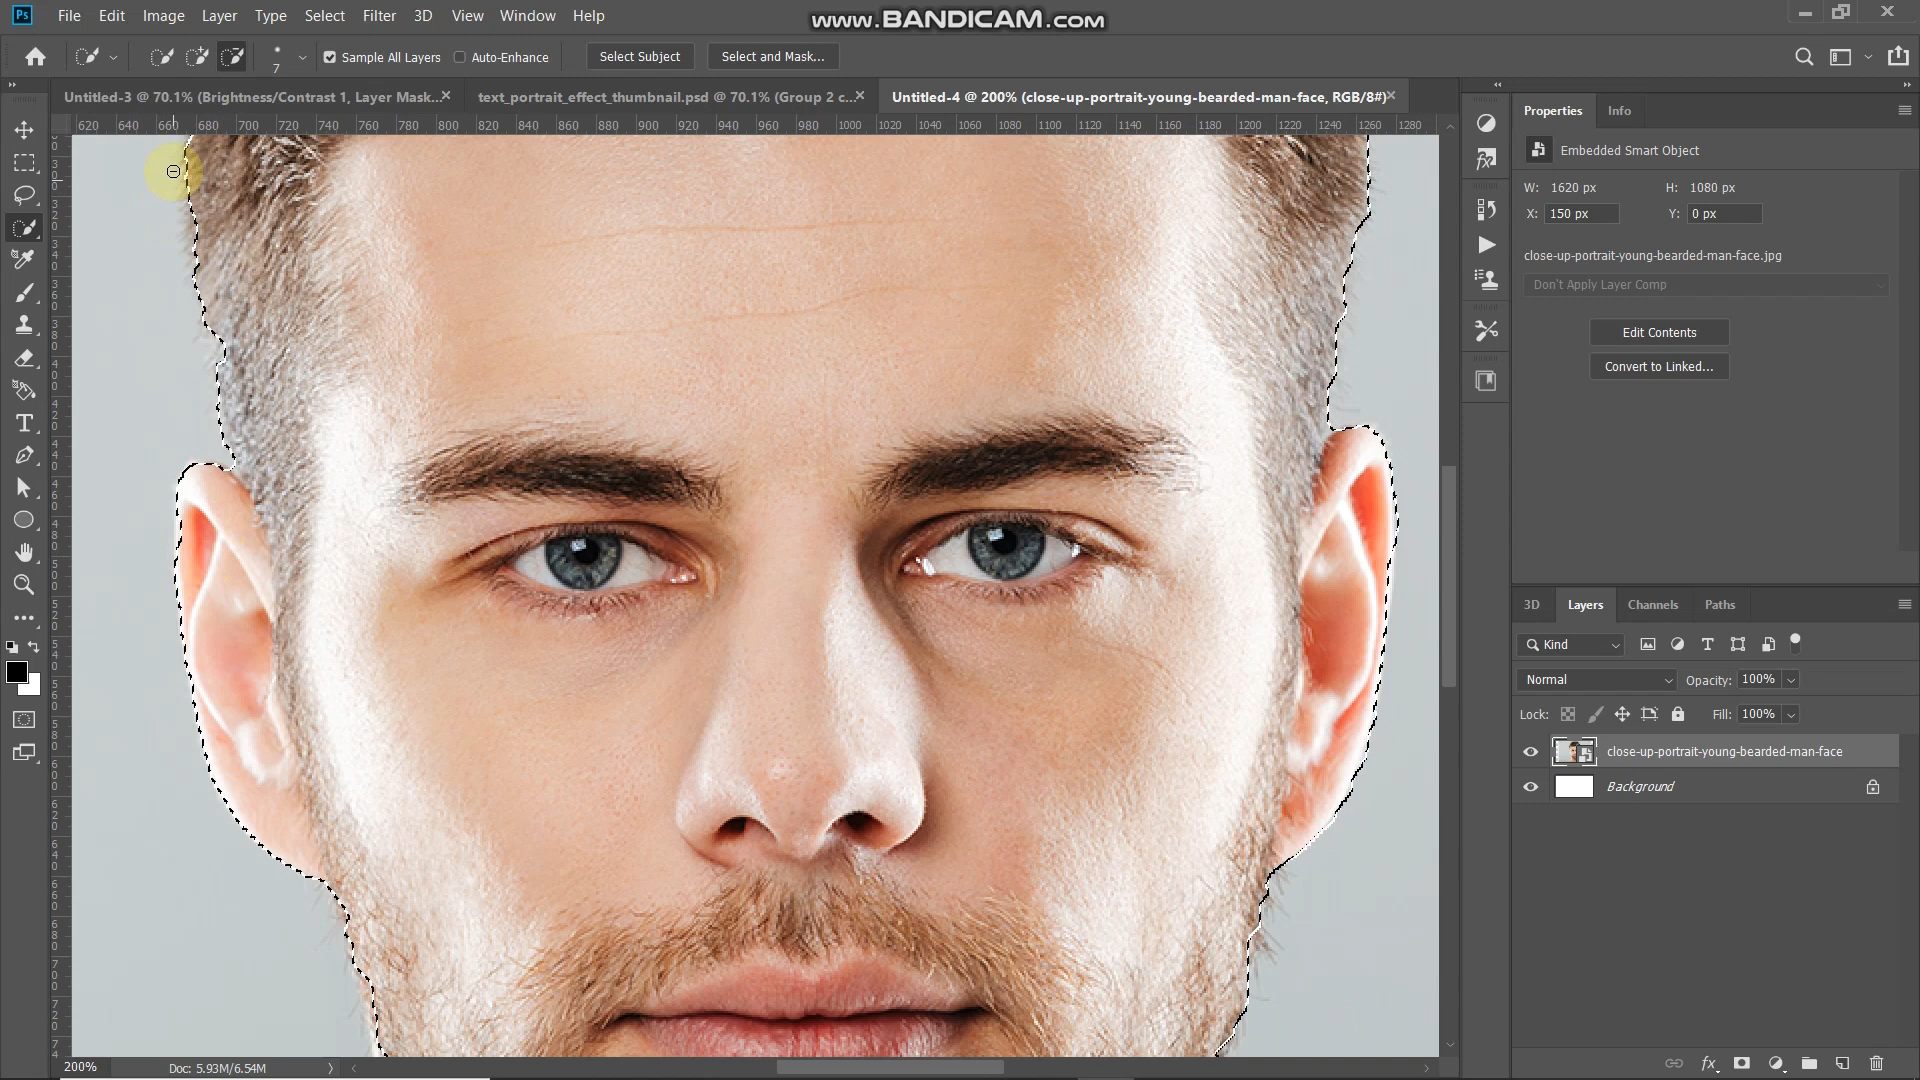 Ps File Edit Image Layer Type Select Filter 3D View Window Help
www.BANDICAM.com
7 Sample All Layers Auto-Enhance Select Subject Select and Mask...
Untitled-3 @ 70.1% (Brightness/Contrast 1, Layer Mask... text_portrait_effect_thumbnail.psd @ 70.1% (Group 2 c... Untitled-4 @ 200% (close-up-portrait-young-bearded-man-face, RGB/8#)
620 640 660 680 700 720 740 760 780 800 820 840 860 880 900 920 940 960 980 1000 1020 1040 1060 1080 1100 1120 1140 1160 1180 1200 1220 1240 1260 1280
Properties Info
Embedded Smart Object
W: 1620 px H: 1080 px
X: 150 px Y: 0 px
close-up-portrait-young-bearded-man-face.jpg
Don't Apply Layer Comp
Edit Contents
Convert to Linked...
3D Layers Channels Paths
Kind
Normal Opacity: 100%
Lock: Fill: 100%
close-up-portrait-young-bearded-man-face
Background
200% Doc: 5.93M/6.54M